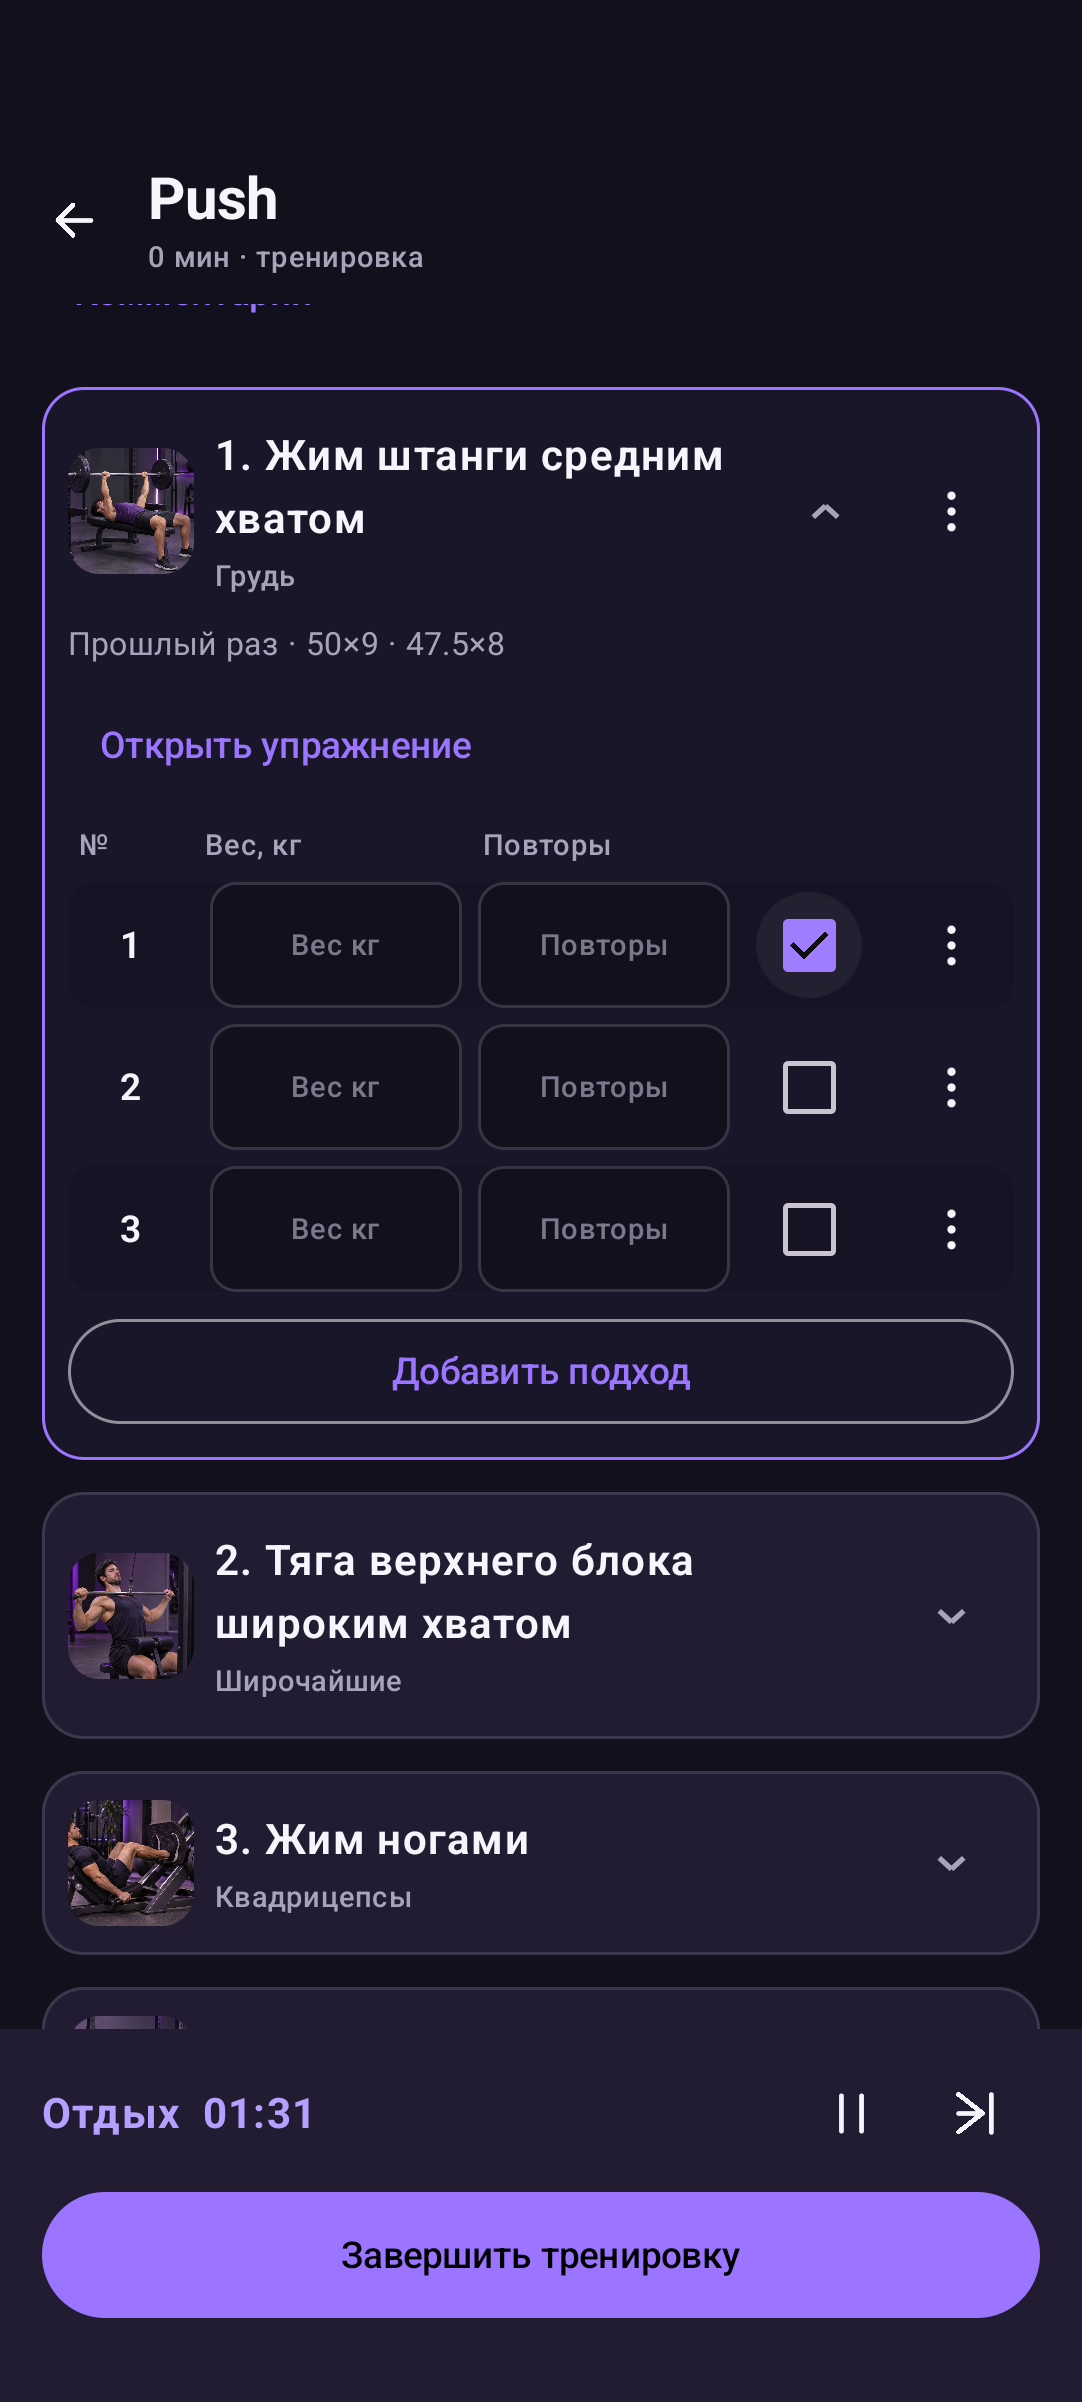 Push
0 мин · тренировка
1. Жим штанги средним
хватом
Грудь
Прошлый раз · 50×9 · 47.5×8
Открыть упражнение
№ Вес, кг Повторы
1 Вес кг Повторы
2 Вес кг Повторы
3 Вес кг Повторы
Добавить подход
2. Тяга верхнего блока
широким хватом
Широчайшие
3. Жим ногами
Квадрицепсы
Отдых 01:31
Завершить тренировку